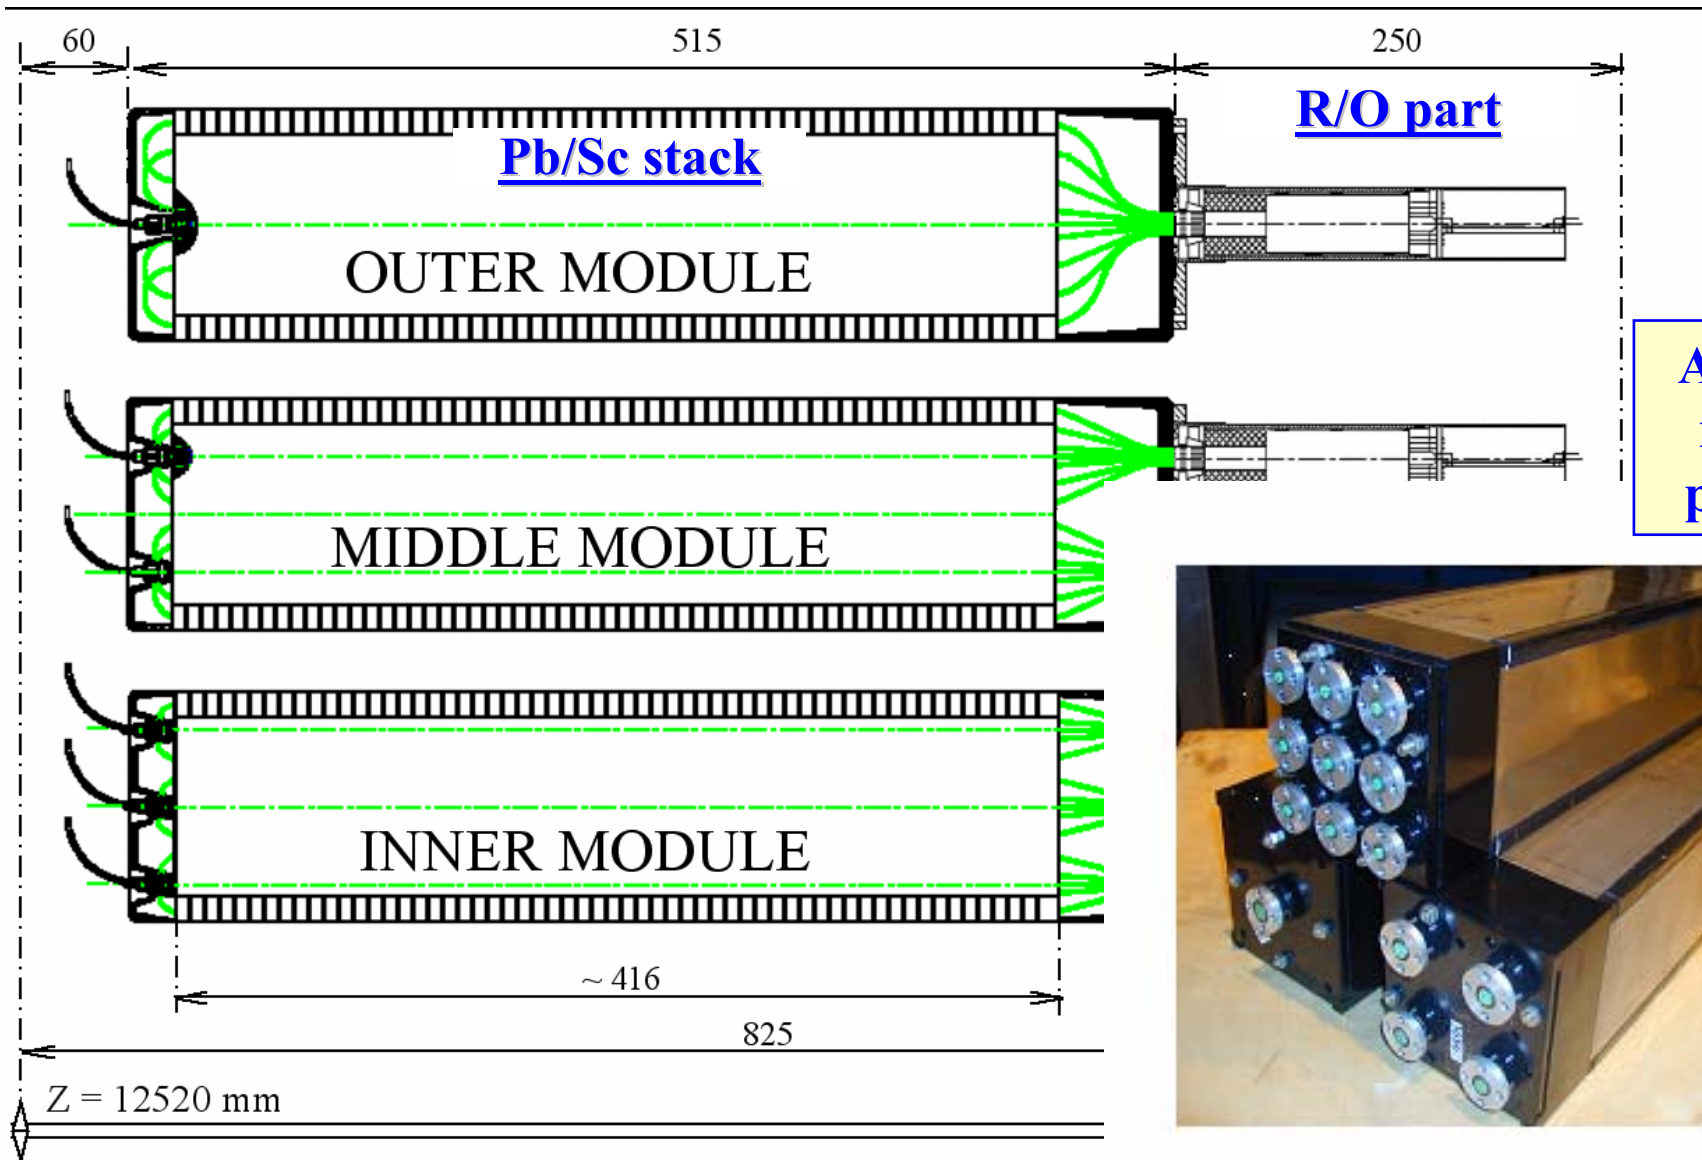 60
515
250
R/O part
Pb/Sc stack
OUTER MODULE
A
p
MIDDLE MODULE
INNER MODULE
~ 416
825
Z = 12520 mm